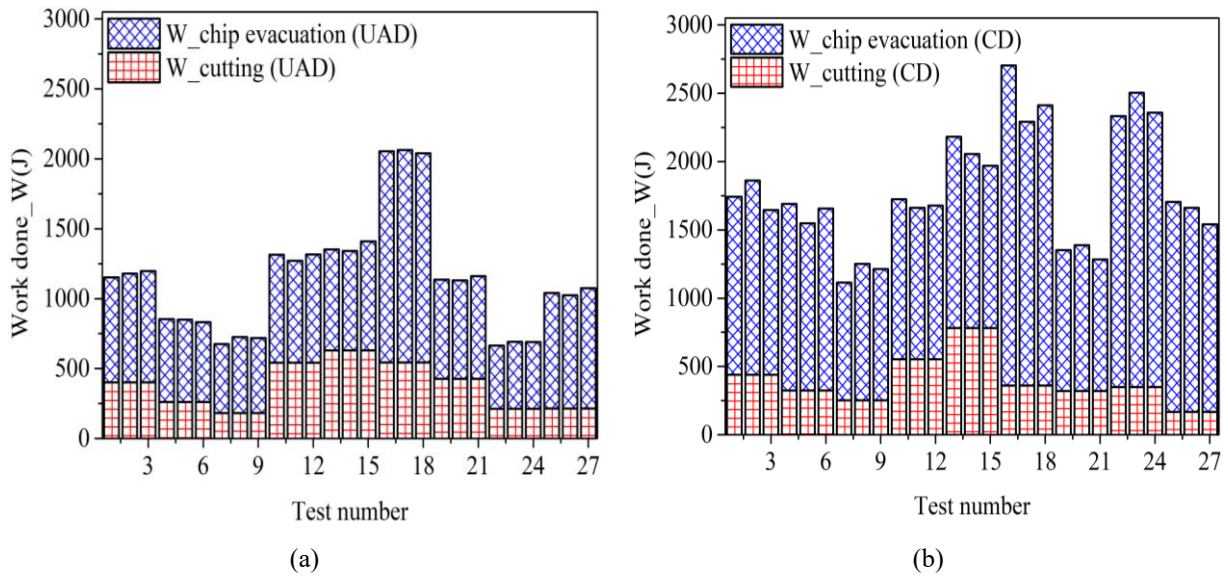 3000
2500
2000
1500
1000
500
0
Work done_W(J)
W_chip evacuation (UAD)
W_cutting (UAD)
3 6 9 12 15 18 21 24 27
Test number
(a)
3000
2500
2000
1500
1000
500
0
Work done_W(J)
W_chip evacuation (CD)
W_cutting (CD)
3 6 9 12 15 18 21 24 27
Test number
(b)